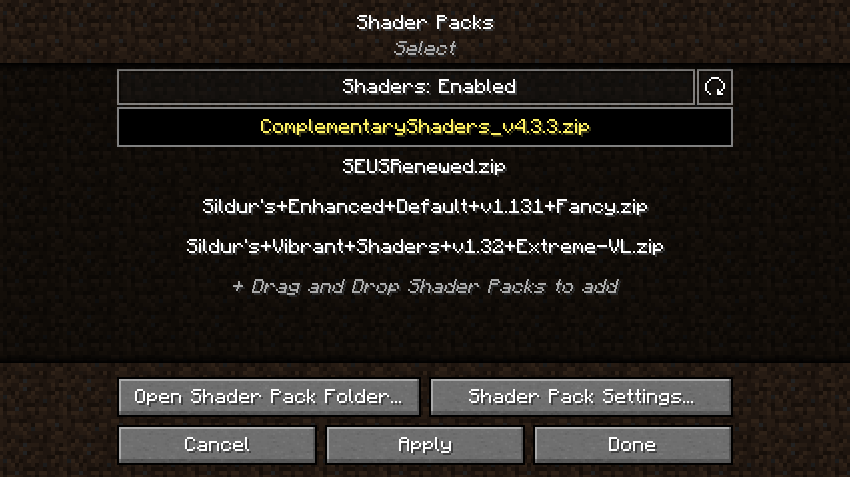 Shader Packs
Select
Shaders: Enabled
ComplementaryShaders_v4.3.3.zip
SEUSRenewed.zip
Sildur's+Enhanced+Default+v1.131+Fancy.zip
Sildur's+Vibrant+Shaders+v1.32+Extreme-VL.zip
+ Drag and Drop Shader Packs to add
Open Shader Pack Folder...
Shader Pack Settings...
Cancel
Apply
Done